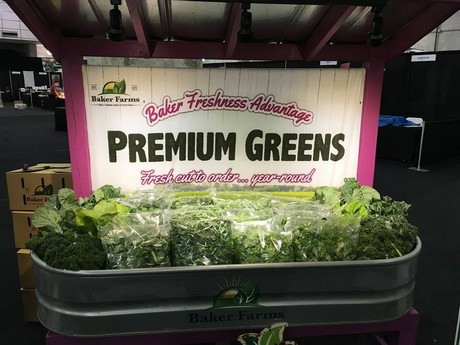 Baker Farms
Baker Freshness Advantage
PREMIUM GREENS
Fresh cut to order... year-round
Baker Farms